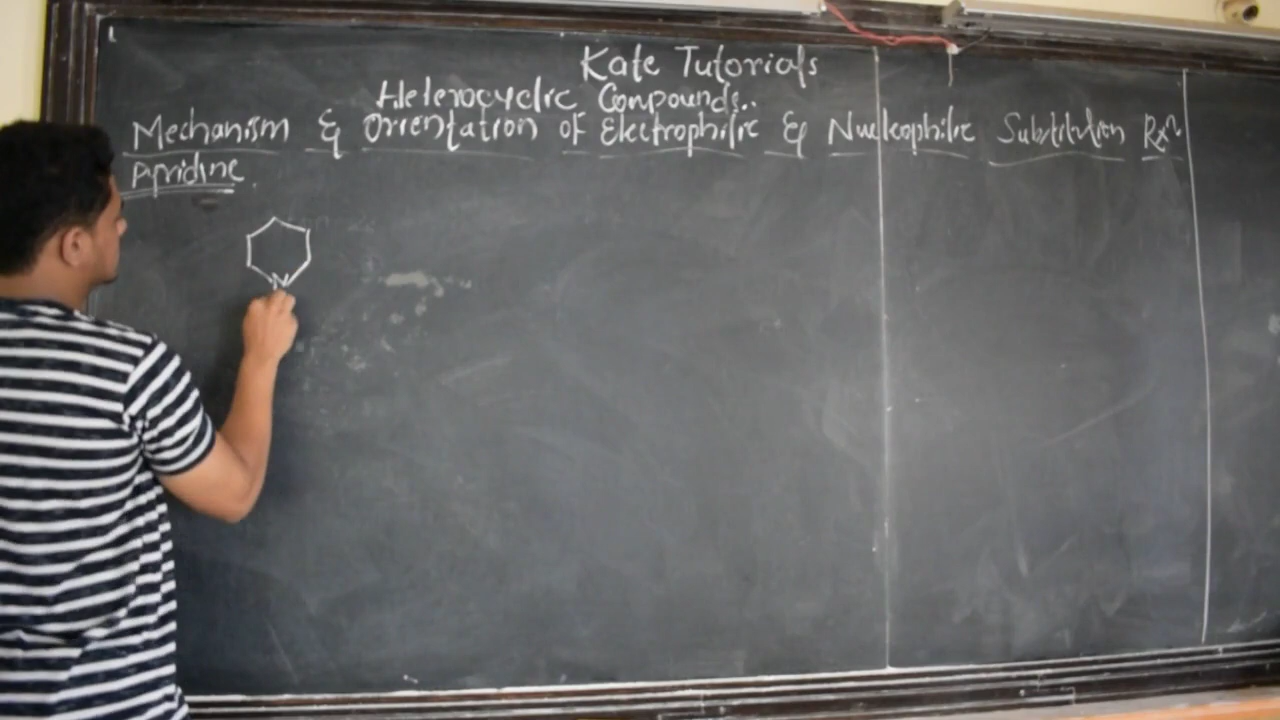 Kate Tutorials
Heterocyclic Compounds..
Mechanism & Orientation of Electrophilic & Nucleophilic Substitution Rxn
Pyridine.
N